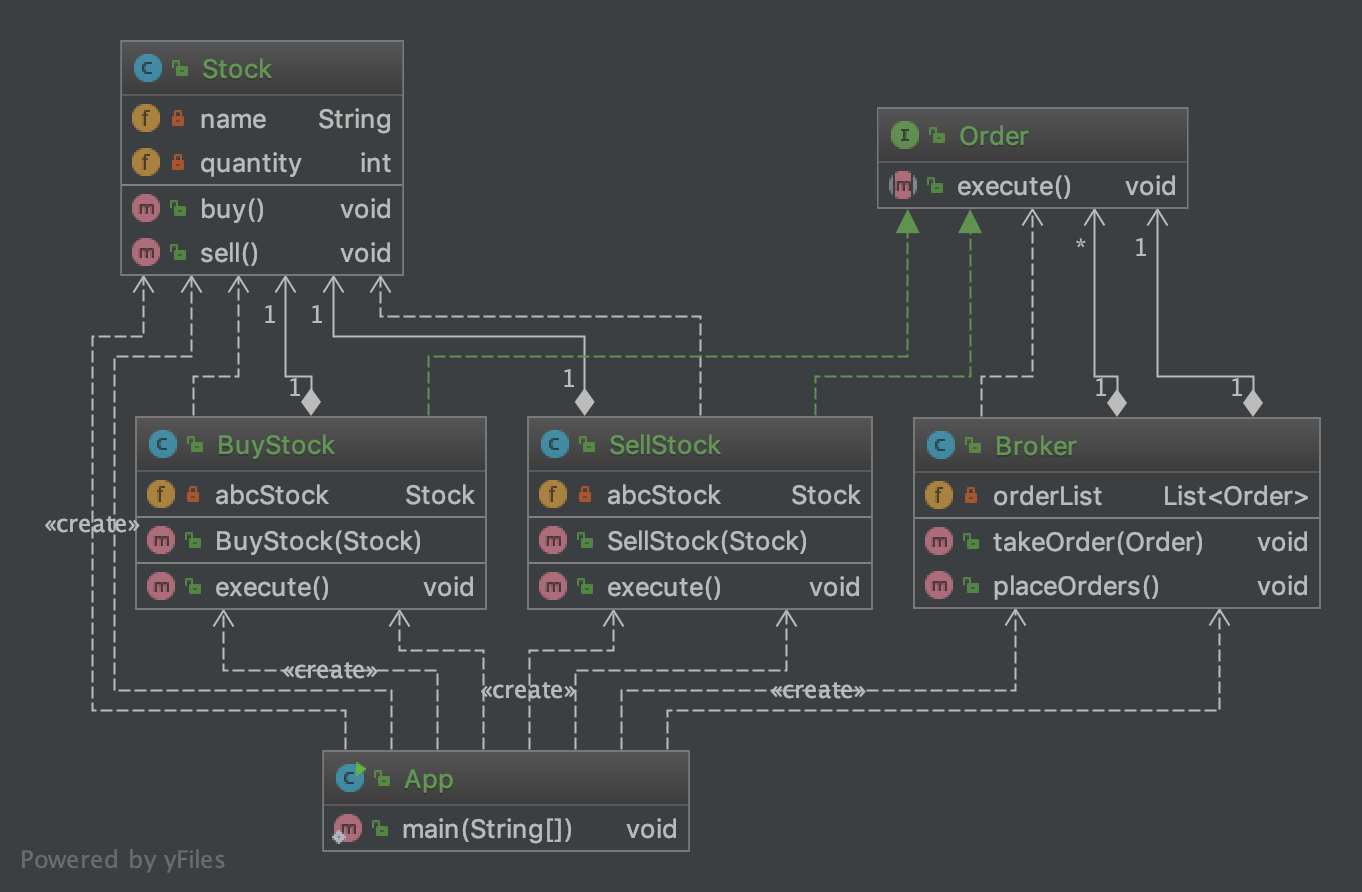 Stock
name String
quantity int
buy() void
sell() void
Order
execute() void
* 1
1 1
1 1 1 1
BuyStock
abcStock Stock
BuyStock(Stock)
execute() void
SellStock
abcStock Stock
SellStock(Stock)
execute() void
Broker
orderList List<Order>
takeOrder(Order) void
placeOrders() void
«create»
«create»
«create»
«create»
App
main(String[]) void
Powered by yFiles